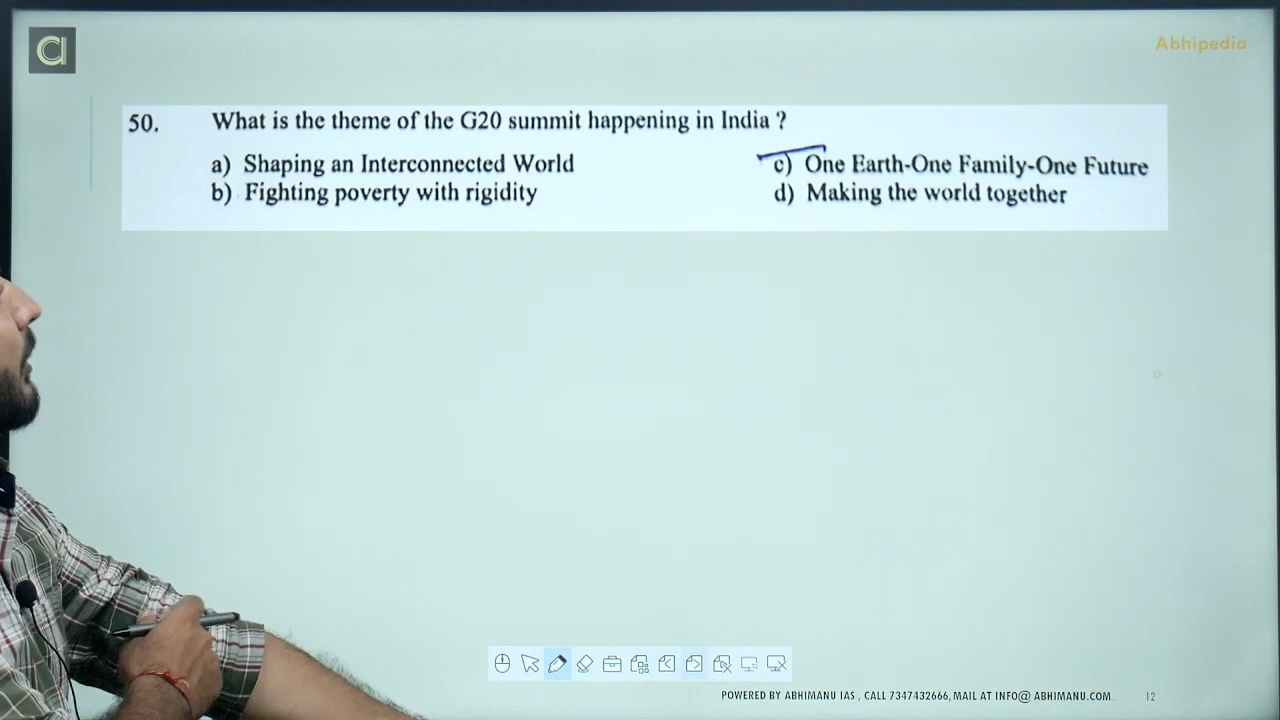 Abhipedia
50. What is the theme of the G20 summit happening in India ?
a) Shaping an Interconnected World
b) Fighting poverty with rigidity
c) One Earth-One Family-One Future
d) Making the world together
POWERED BY ABHIMANU IAS , CALL 7347432666, MAIL AT INFO@ ABHIMANU.COM. 12